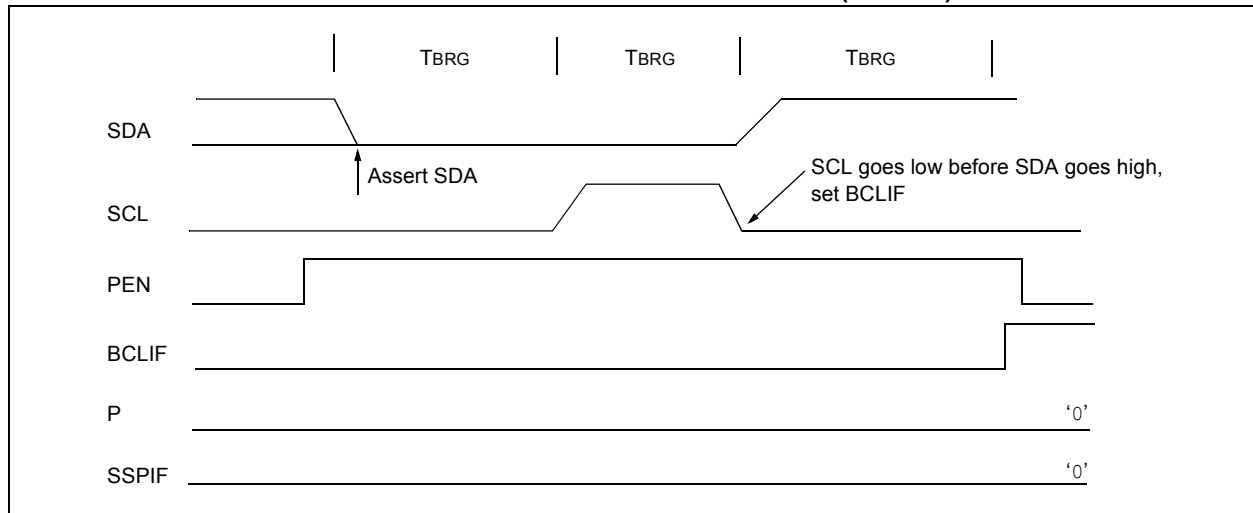 TBRG TBRG TBRG
SDA
Assert SDA
SCL goes low before SDA goes high,
set BCLIF
SCL
PEN
BCLIF
P
'0'
SSPIF
'0'